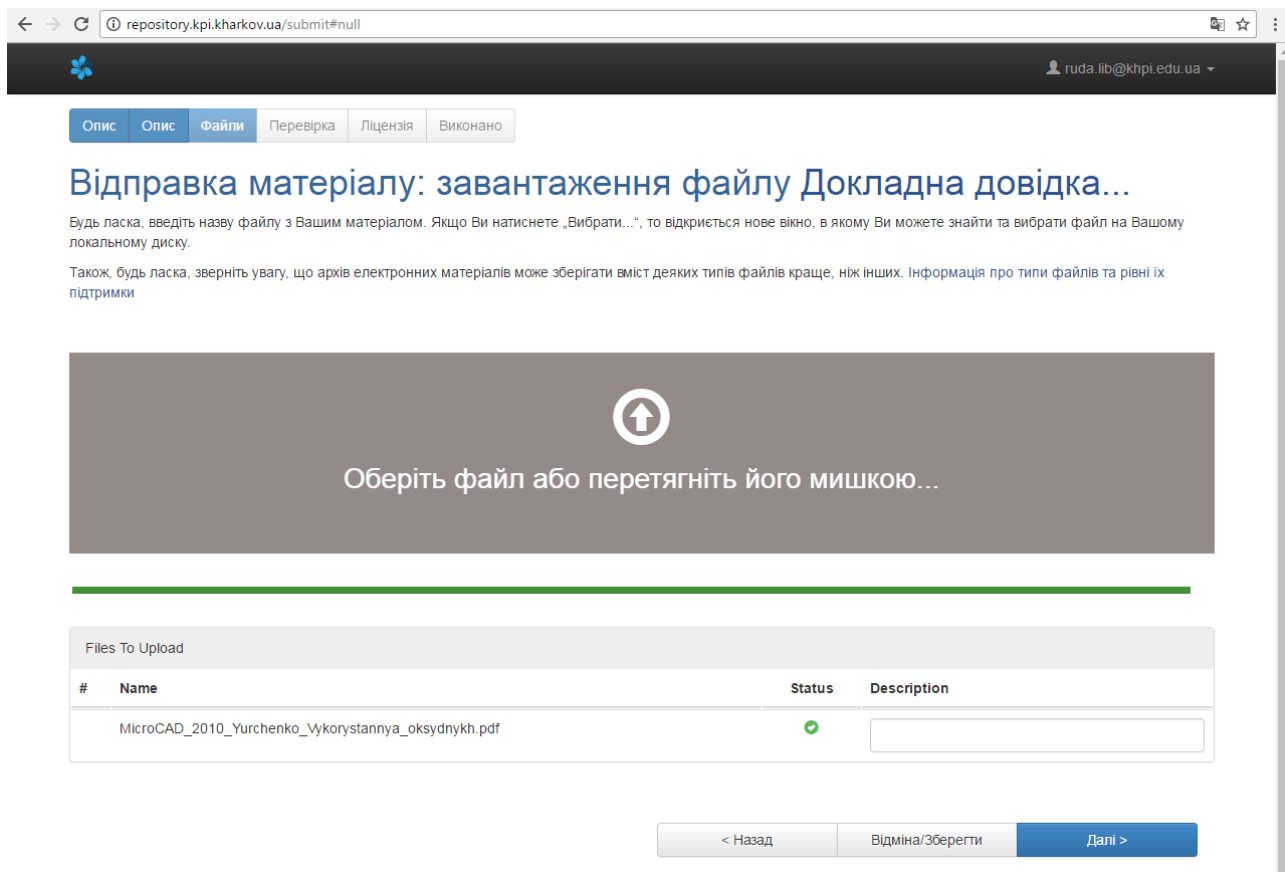 repository.kpi.kharkov.ua/submit#null
ruda.lib@khpi.edu.ua
Опис Опис Файли Перевірка Ліцензія Виконано
Відправка матеріалу: завантаження файлу Докладна довідка...
Будь ласка, введіть назву файлу з Вашим матеріалом. Якщо Ви натиснете „Вибрати...“, то відкриється нове вікно, в якому Ви можете знайти та вибрати файл на Вашому
локальному диску.
Також, будь ласка, зверніть увагу, що архів електронних матеріалів може зберігати вміст деяких типів файлів краще, ніж інших. Інформація про типи файлів та рівні їх
підтримки
Оберіть файл або перетягніть його мишкою...
Files To Upload
# Name Status Description
MicroCAD_2010_Yurchenko_Vykorystannya_oksydnykh.pdf
< Назад Відміна/Зберегти Далі >